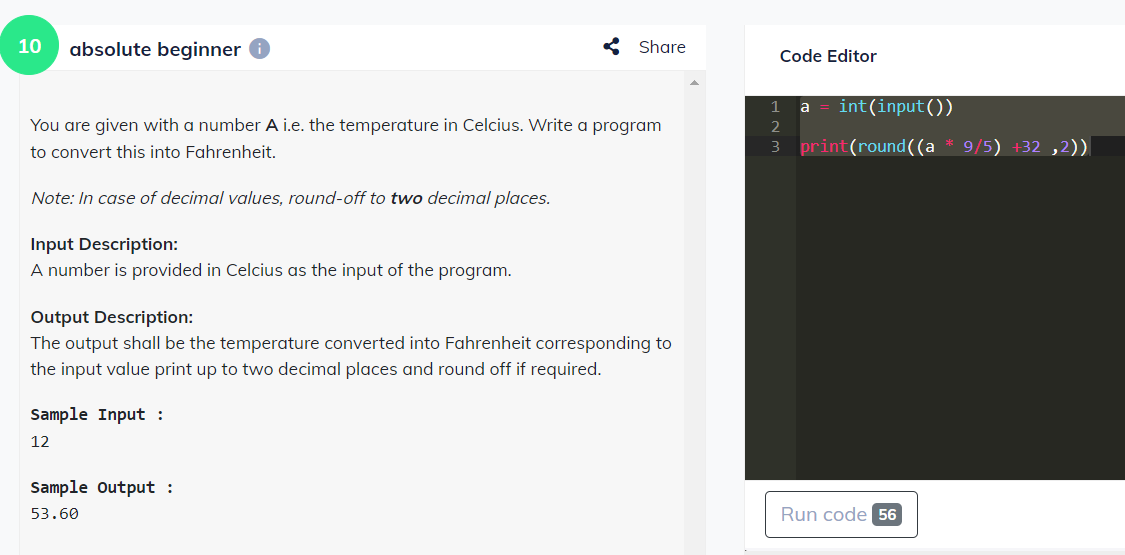 10
absolute beginner i
Share
You are given with a number A i.e. the temperature in Celcius. Write a program
to convert this into Fahrenheit.
Note: In case of decimal values, round-off to two decimal places.
Input Description:
A number is provided in Celcius as the input of the program.
Output Description:
The output shall be the temperature converted into Fahrenheit corresponding to
the input value print up to two decimal places and round off if required.
Sample Input :
12
Sample Output :
53.60
Code Editor
1 a = int(input())
2
3 print(round((a * 9/5) +32 ,2))
Run code 56